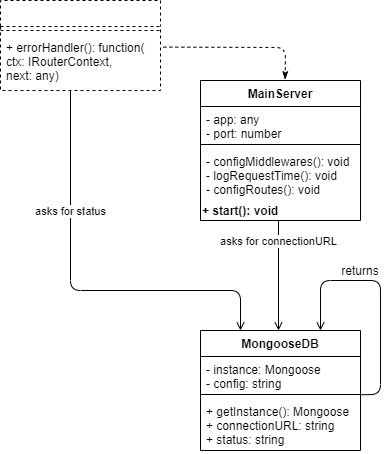 + errorHandler(): function(
ctx: IRouterContext,
next: any)
MainServer
- app: any
- port: number
- configMiddlewares(): void
- logRequestTime(): void
- configRoutes(): void
+ start(): void
asks for status
asks for connectionURL
returns
MongooseDB
- instance: Mongoose
- config: string
+ getInstance(): Mongoose
+ connectionURL: string
+ status: string